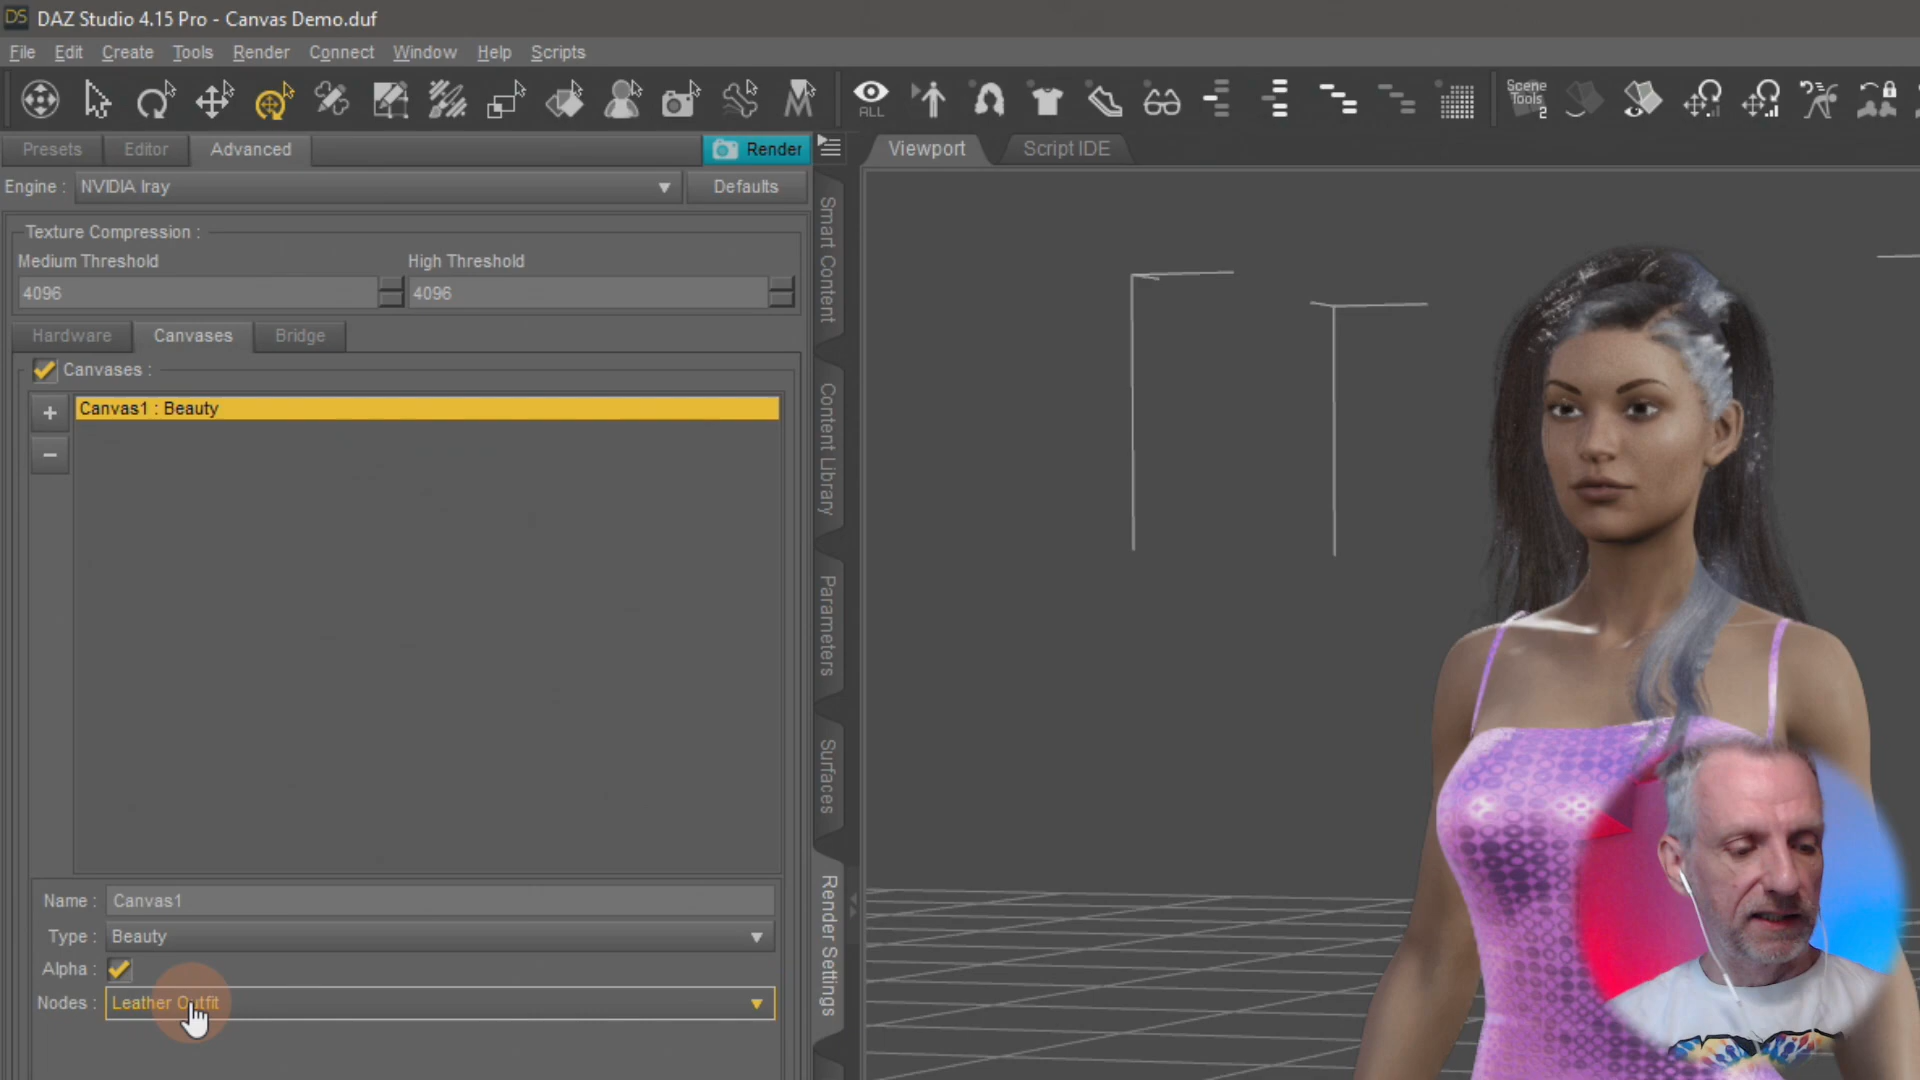 DS DAZ Studio 4.15 Pro - Canvas Demo.duf
File Edit Create Tools Render Connect Window Help Scripts
ALL
Scene
Tools
2
Presets Editor Advanced Render
Viewport Script IDE
Engine : NVIDIA Iray Defaults
Texture Compression :
Medium Threshold High Threshold
4096 4096
Hardware Canvases Bridge
Canvases :
+ Canvas1 : Beauty
−
Name : Canvas1
Type : Beauty
Alpha :
Nodes : Leather Outfit
Smart Content
Content Library
Parameters
Surfaces
Render Settings